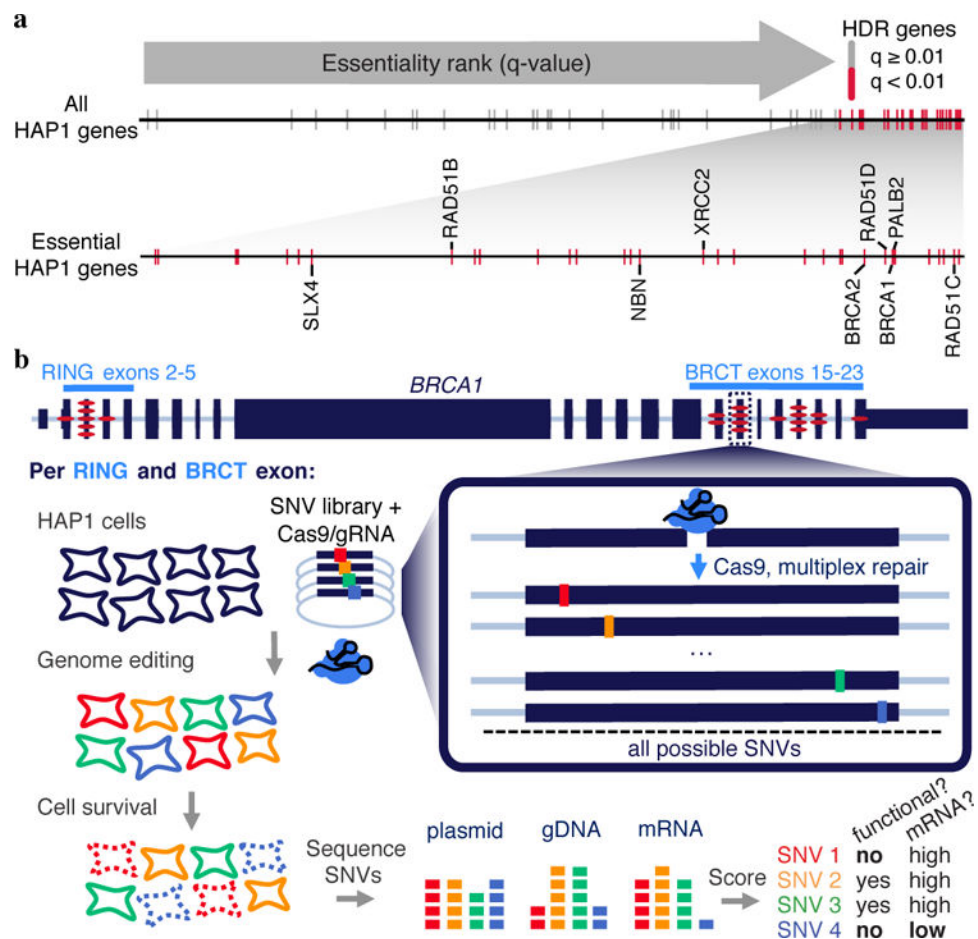 a
Essentiality rank (q-value)
HDR genes
q ≥ 0.01
q < 0.01
All
HAP1 genes
RAD51B
XRCC2
RAD51D
PALB2
Essential
HAP1 genes
SLX4
NBN
BRCA2
BRCA1
RAD51C
b
RING exons 2-5
BRCA1
BRCT exons 15-23
Per RING and BRCT exon:
HAP1 cells
SNV library +
Cas9/gRNA
Cas9, multiplex repair
...
all possible SNVs
Genome editing
Cell survival
Sequence
SNVs
plasmid
gDNA
mRNA
Score
functional?
mRNA?
SNV 1 no high
SNV 2 yes high
SNV 3 yes high
SNV 4 no low